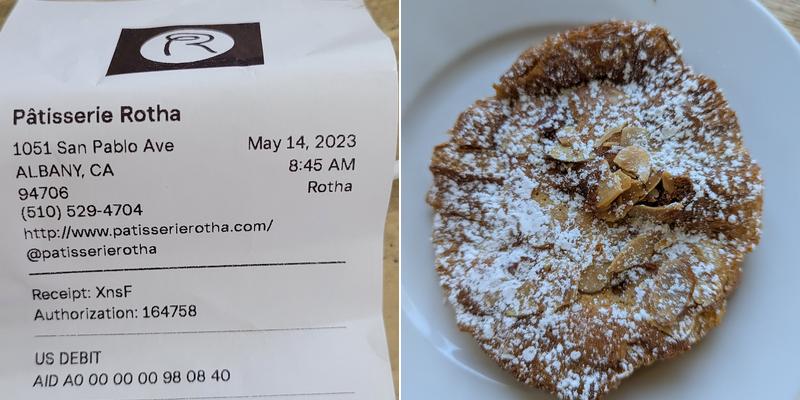 R
Pâtisserie Rotha
1051 San Pablo Ave
May 14, 2023
ALBANY, CA
8:45 AM
94706
Rotha
(510) 529-4704
http://www.patisserierotha.com/
@patisserierotha
Receipt: XnsF
Authorization: 164758
US DEBIT
AID A0 00 00 00 98 08 40